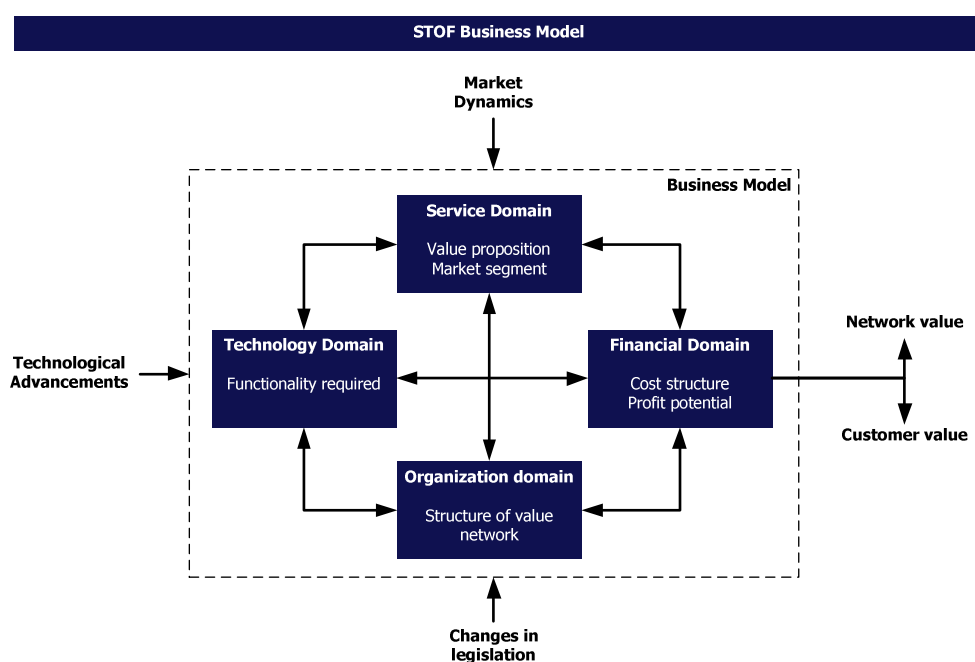 STOF Business Model
Market
Dynamics
Business Model
Service Domain
Value proposition
Market segment
Technology Domain
Functionality required
Financial Domain
Cost structure
Profit potential
Network value
Customer value
Technological
Advancements
Organization domain
Structure of value
network
Changes in
legislation